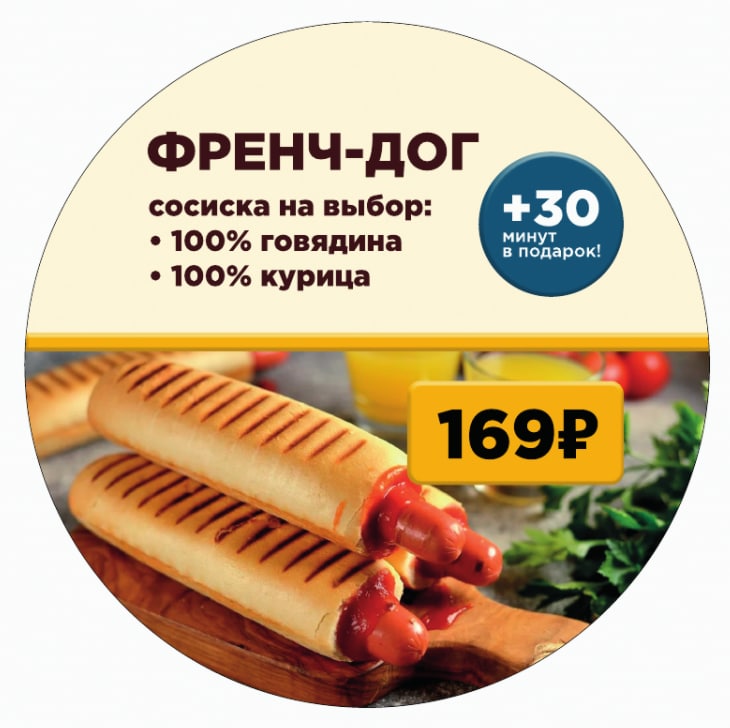 ФРЕНЧ-ДОГ
сосиска на выбор:
• 100% говядина
• 100% курица
+30
минут
в подарок!
169₽